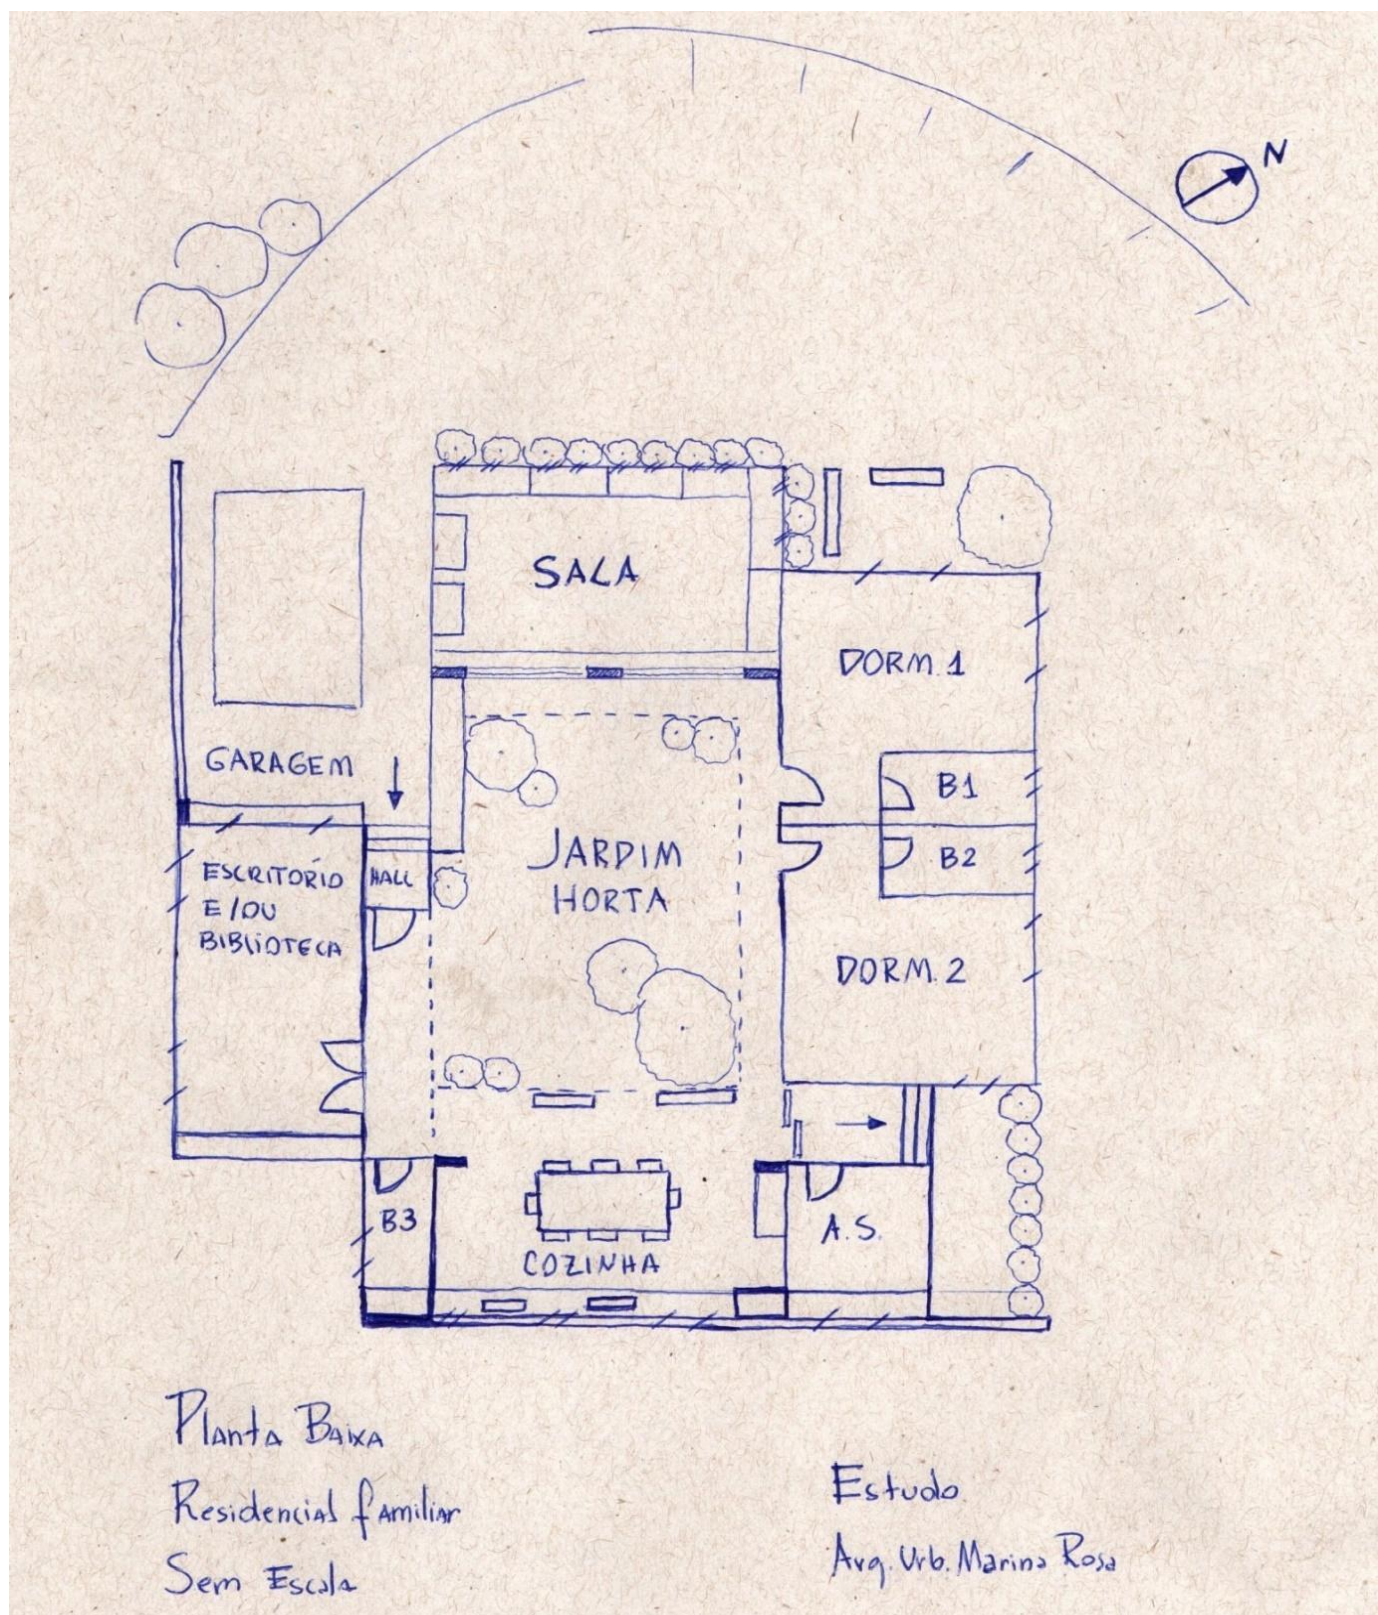 N
SALA
DORM. 1
GARAGEM
B1
JARDIM
HORTA
ESCRITÓRIO
E/OU
BIBLIOTECA
HALL
B2
DORM. 2
B3
A.S.
COZINHA
Planta Baixa
Residencial familiar
Sem Escala
Estudo
Arq. Urb. Marina Rosa